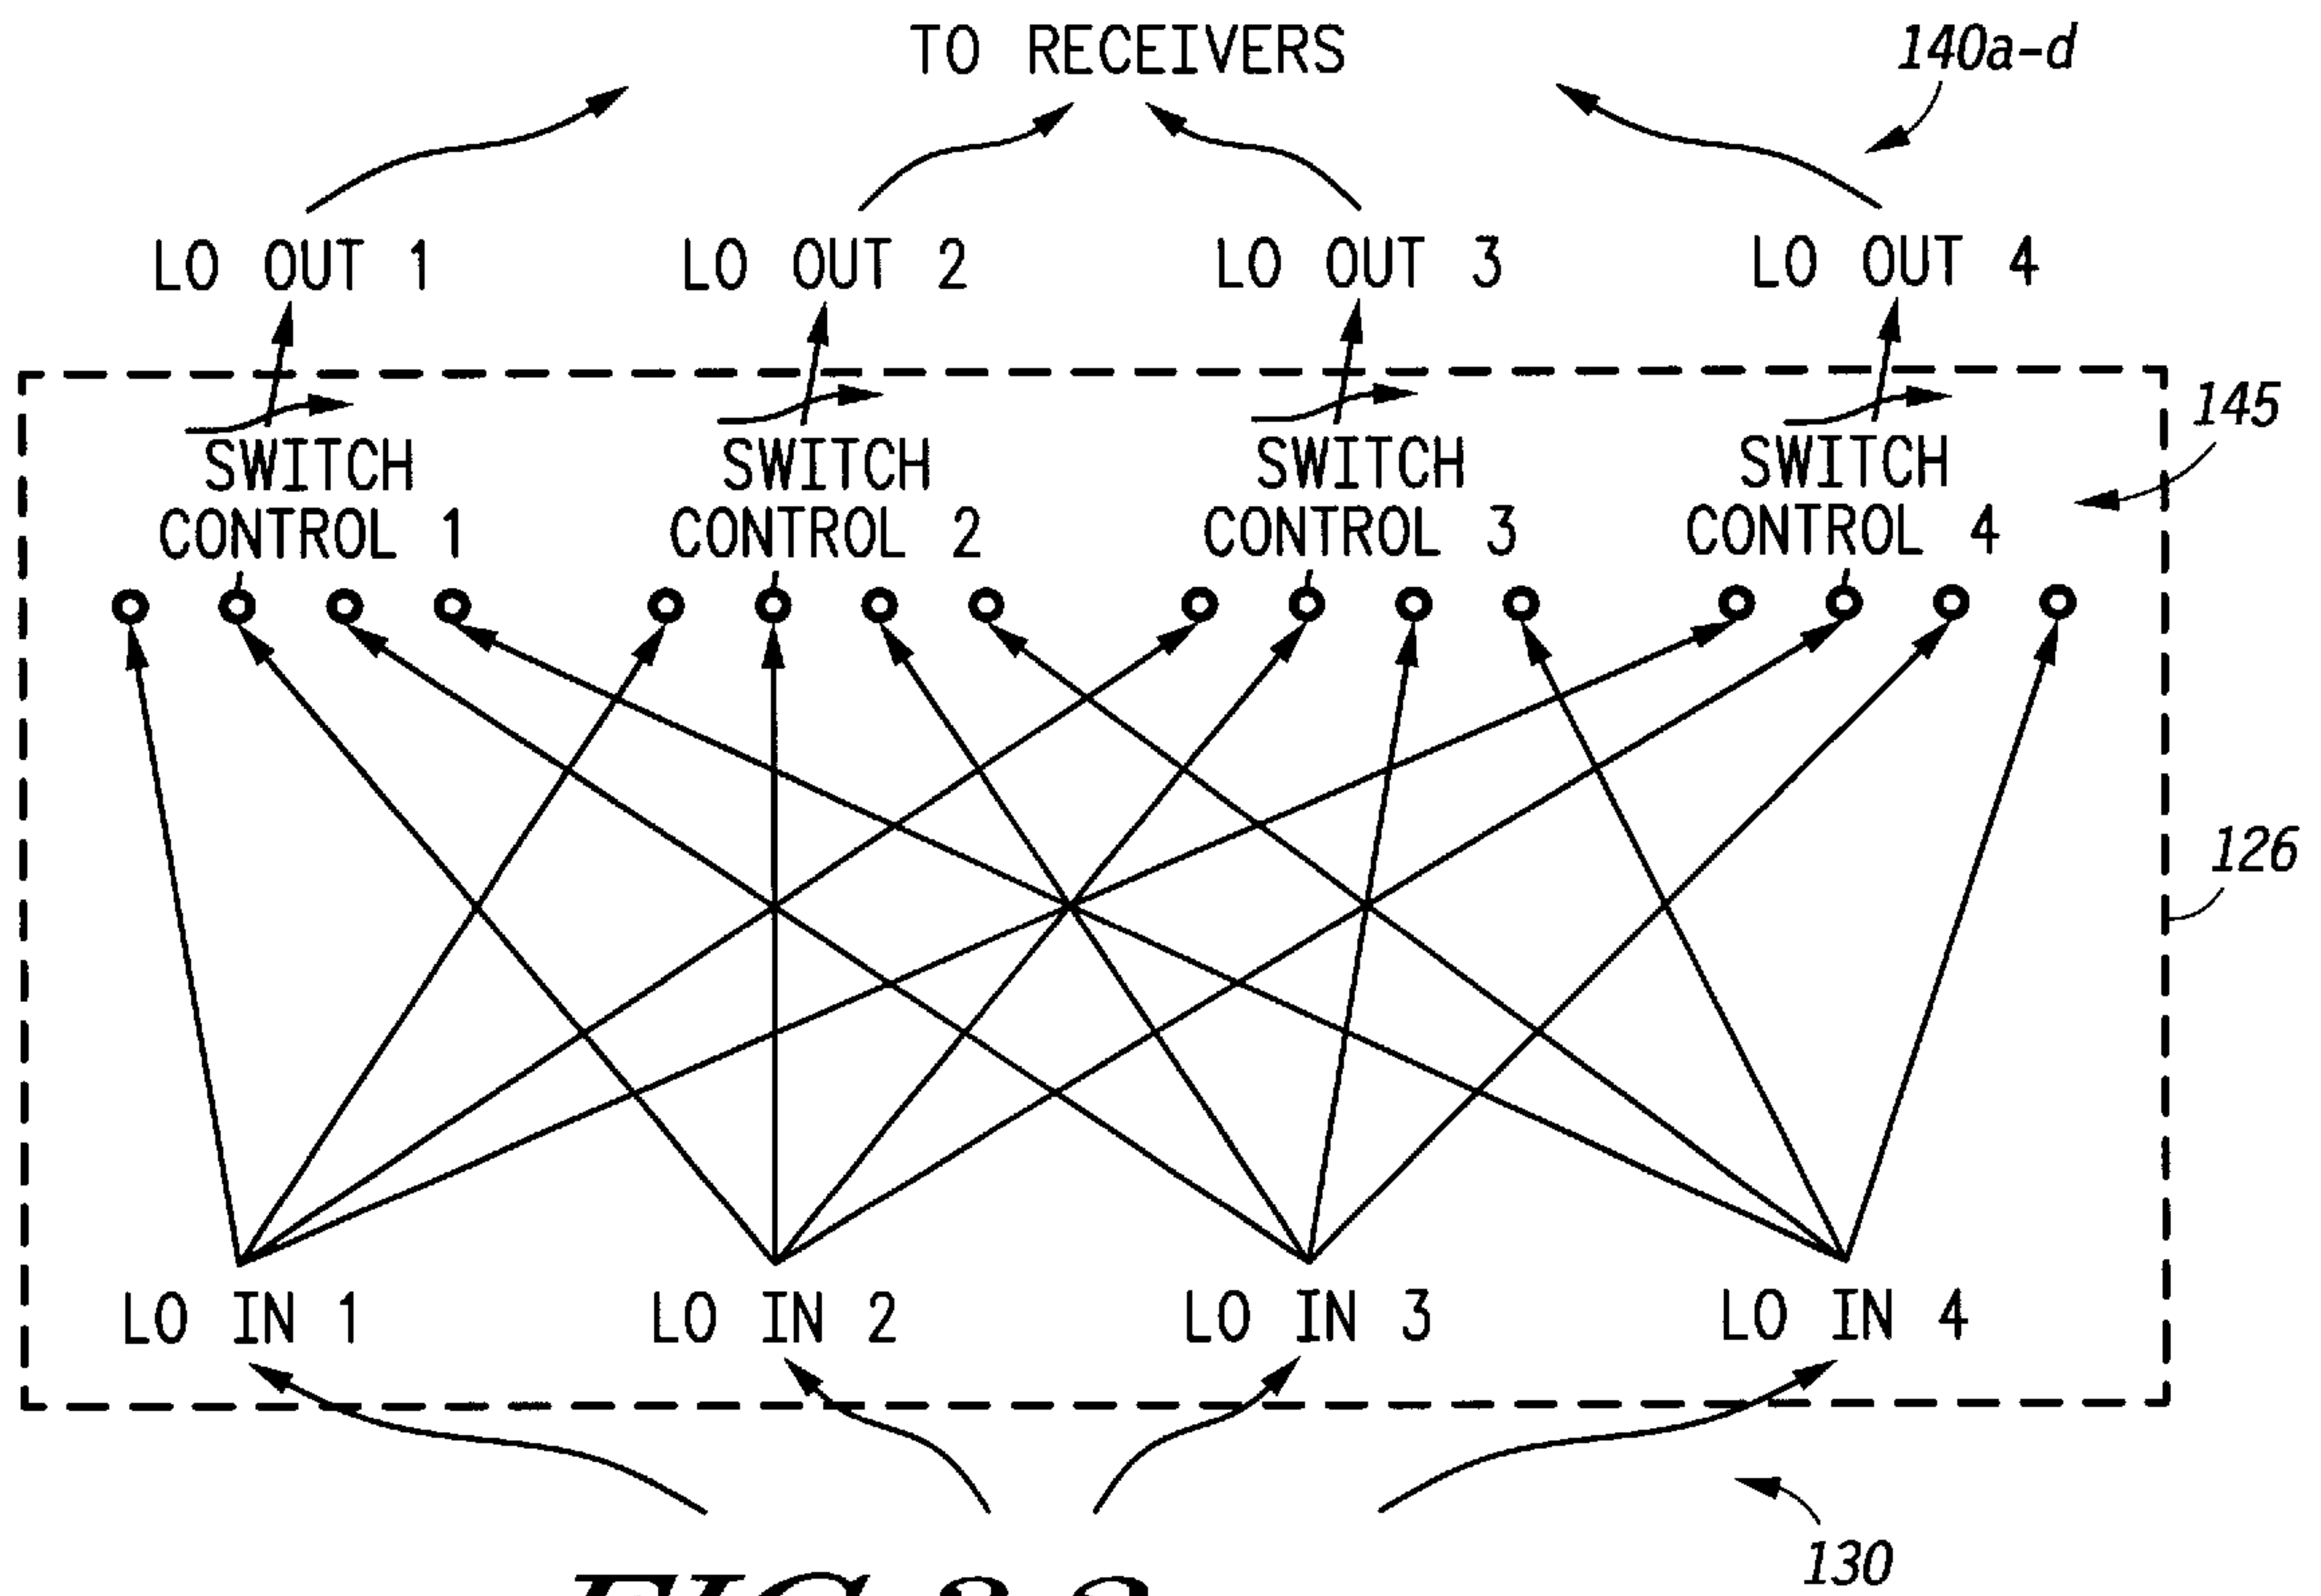 TO RECEIVERS
140a-d
LO OUT 1
LO OUT 2
LO OUT 3
LO OUT 4
145
SWITCH
CONTROL 1
SWITCH
CONTROL 2
SWITCH
CONTROL 3
SWITCH
CONTROL 4
126
LO IN 1
LO IN 2
LO IN 3
LO IN 4
130